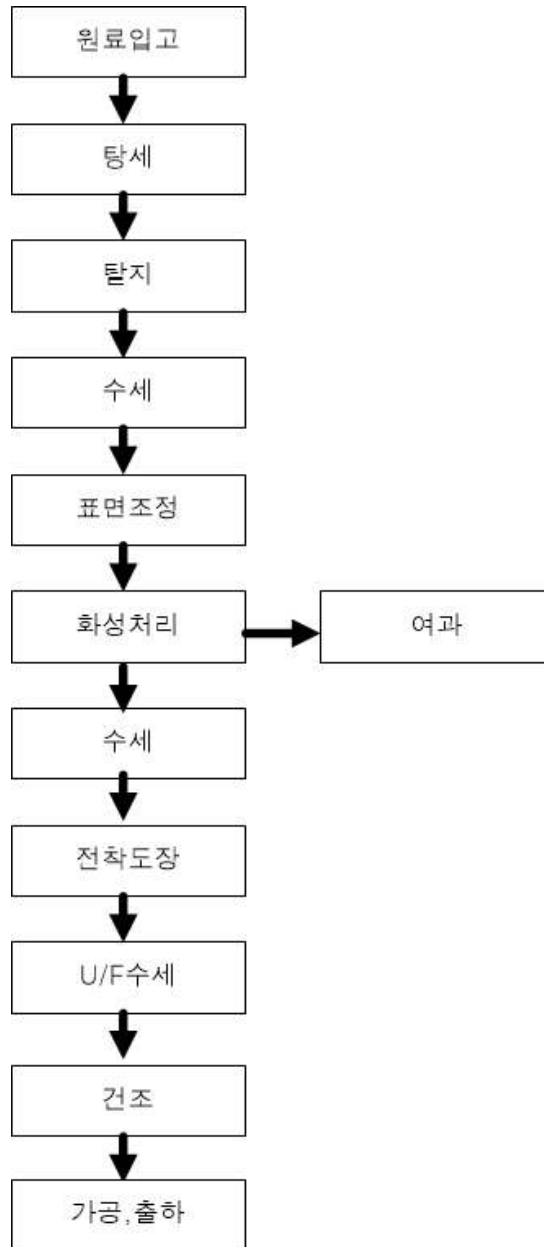 원료입고
탕세
탈지
수세
표면조정
화성처리
여과
수세
전착도장
U/F수세
건조
가공,출하